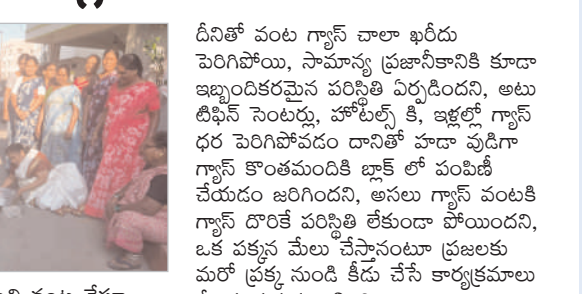 దీనితో వంట గ్యాస్ చాలా ఖరీదు
పెరిగిపోయి, సామాన్య ప్రజానీకానికి కూడా
ఇబ్బందికరమైన పరిస్థితి ఏర్పడిందని, అటు
టిఫిన్ సెంటర్లు, హోటల్స్ కి, ఇళ్లల్లో గ్యాస్
ధర పెరిగిపోవడం దానితో హడా వుడిగా
గ్యాస్ కొంతమందికి బ్లాక్ లో పంపిణీ
చేయడం జరిగిందని, అసలు గ్యాస్ వంటకి
గ్యాస్ దొరికే పరిస్థితి లేకుండా పోయిందని,
ఒక పక్కన మేలు చేస్తానంటూ ప్రజలకు
మరో ప్రక్క నుండి కీడు చేసే కార్యక్రమాలు